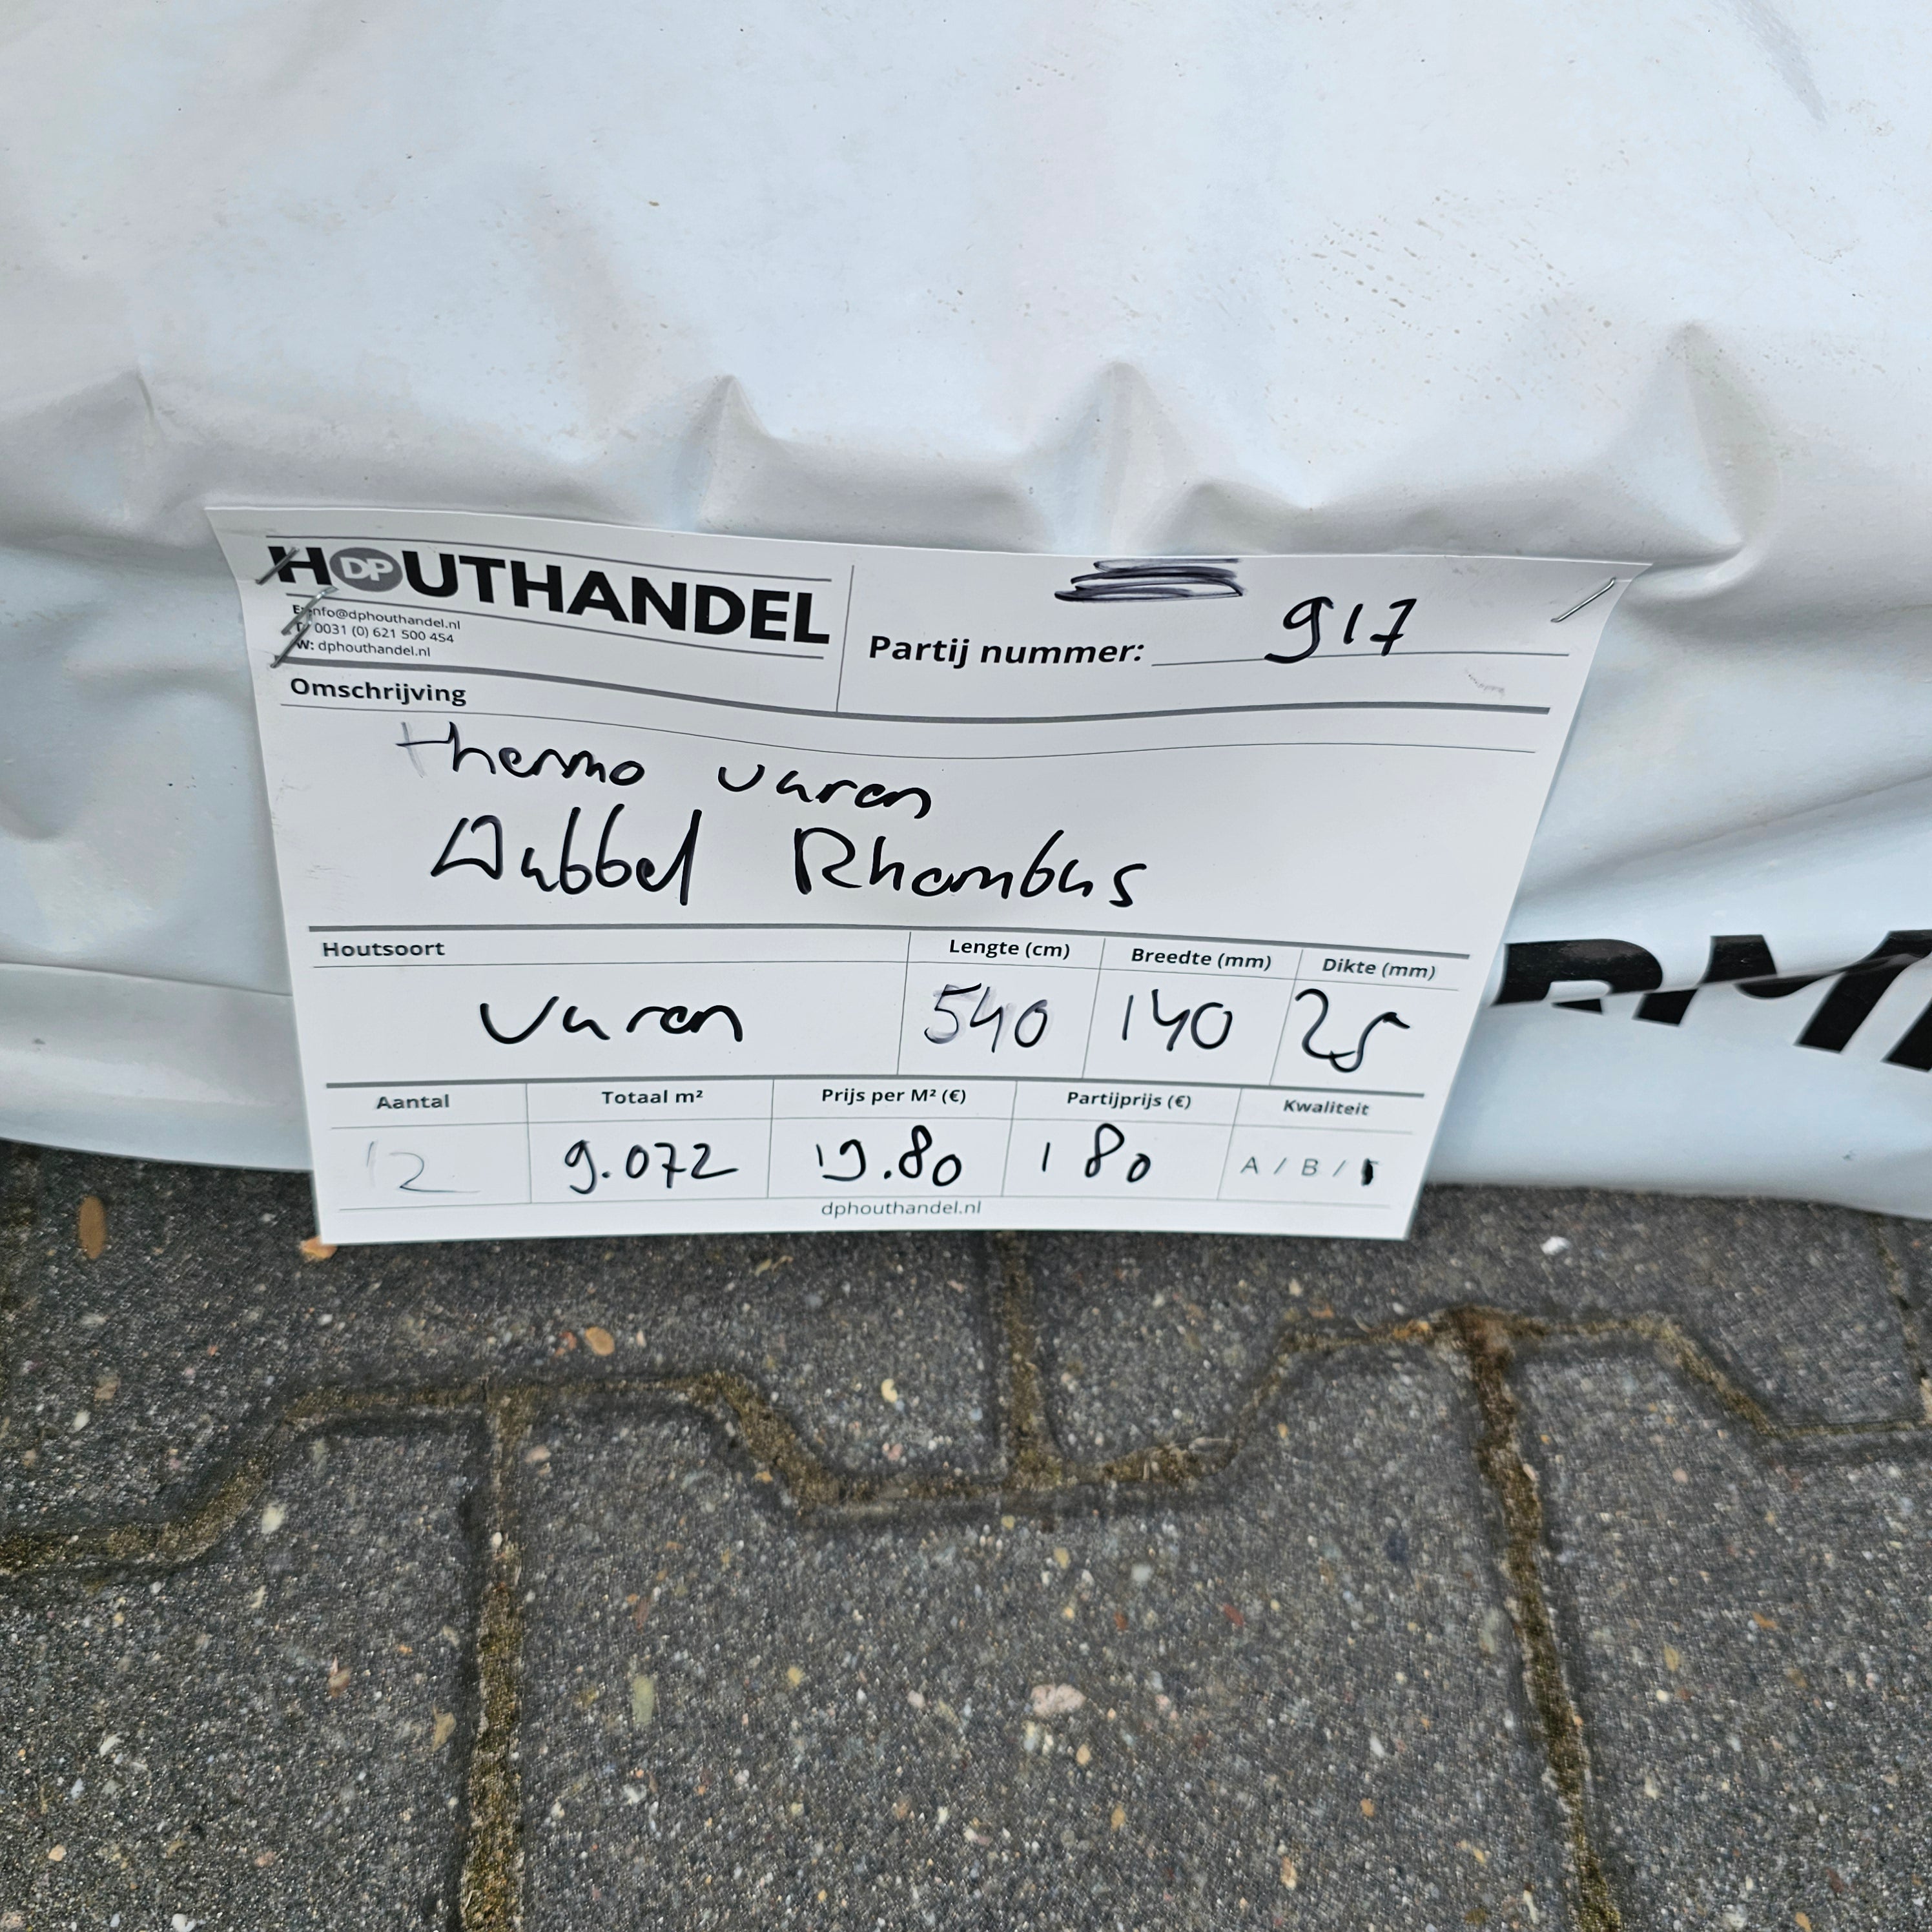 HOUTHANDEL
DP
E: info@dphouthandel.nl
T: 0031 (0) 621 500 454
W: dphouthandel.nl
Partij nummer: 917
Omschrijving
thermo vuren
Dubbel Rhombus
Houtsoort Lengte (cm) Breedte (mm) Dikte (mm)
vuren 540 140 25
Aantal Totaal m² Prijs per M² (€) Partijprijs (€) Kwaliteit
12 9.072 19.80 180 A / B /
dphouthandel.nl